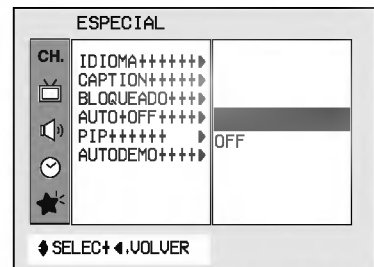 ESPECIAL
CH.
IDIOMA++++++▶
CAPTION+++++▶
BLOQUEADO+++▶
AUTO+OFF++++▶
PIP++++++ ▶
AUTODEMO++++▶
OFF
♦ SELEC+ ◀.VOLVER